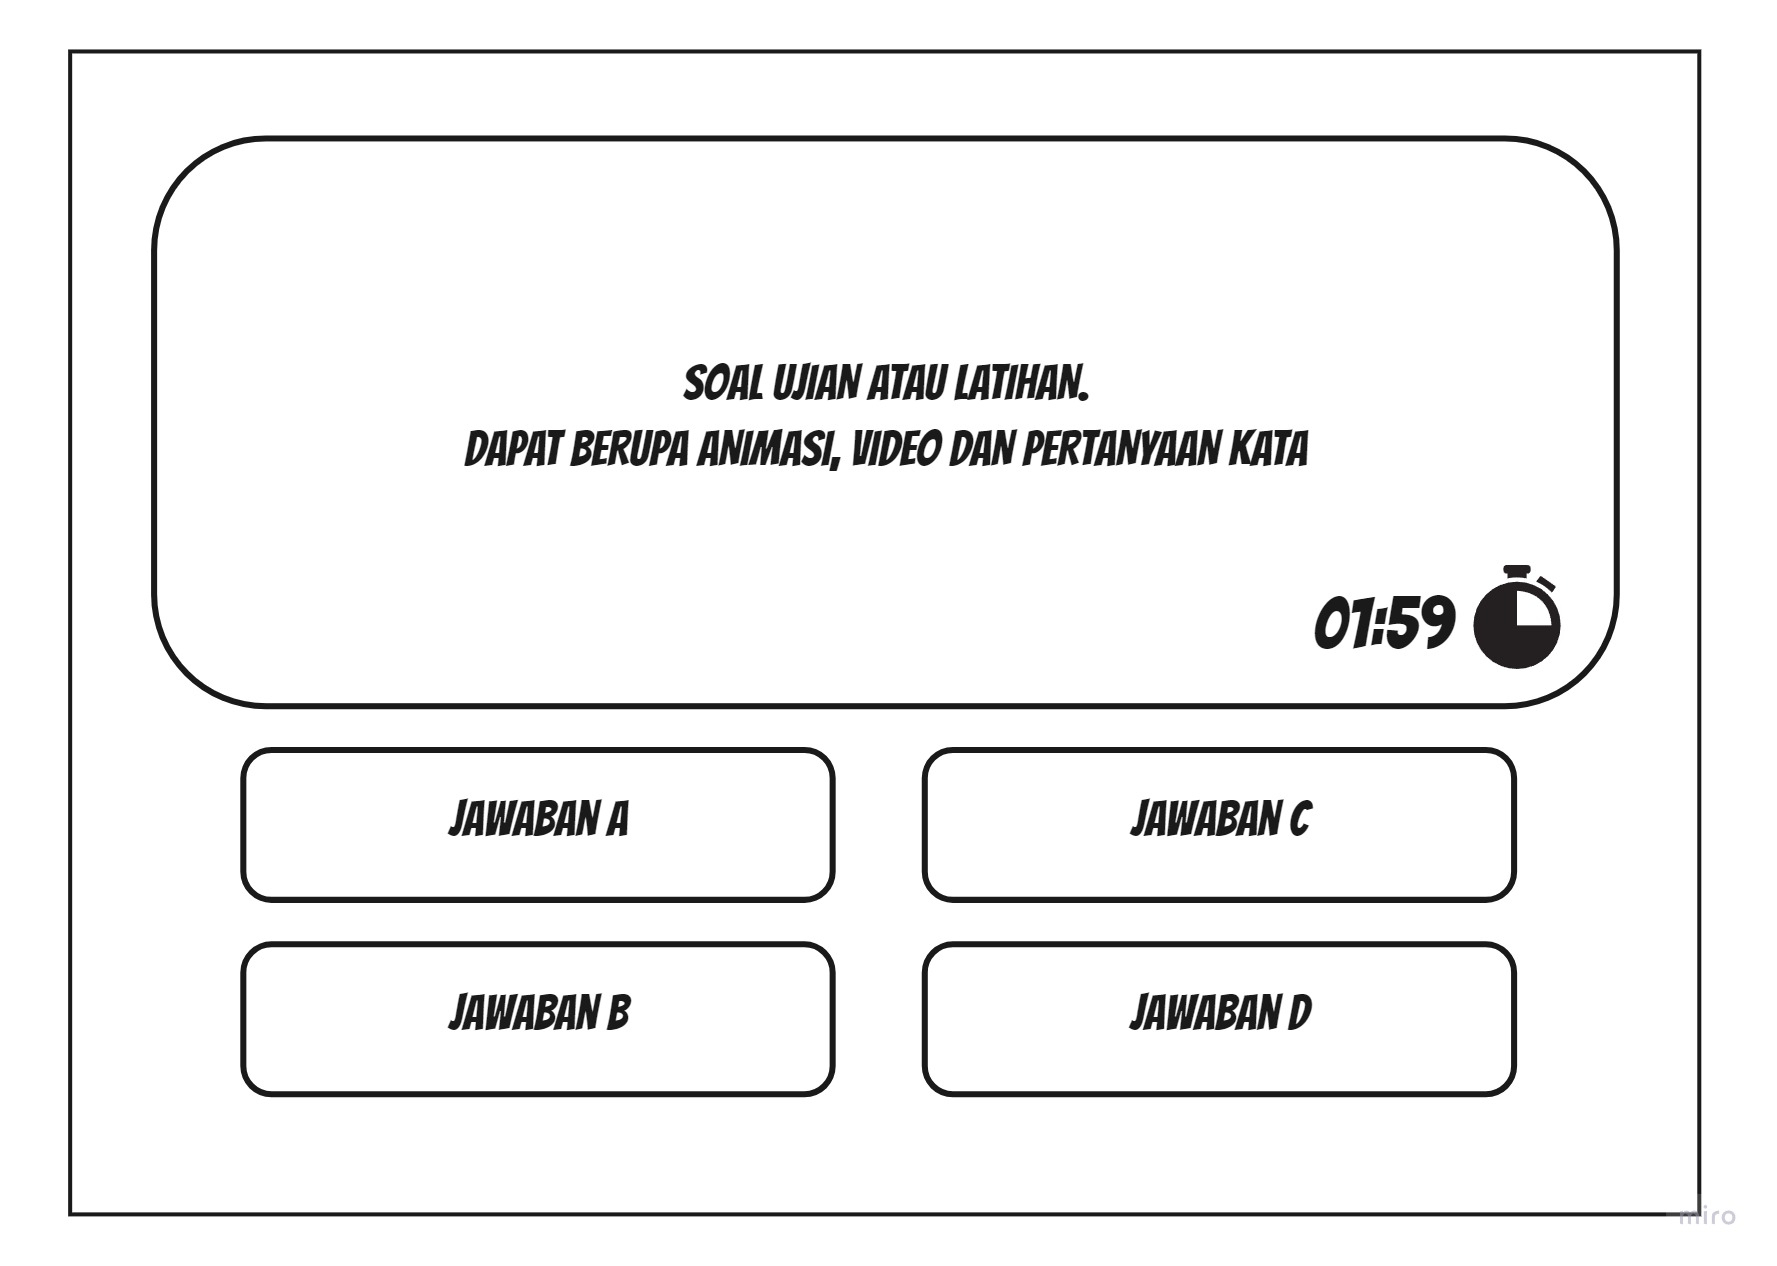 SOAL UJIAN ATAU LATIHAN.
DAPAT BERUPA ANIMASI, VIDEO DAN PERTANYAAN KATA
01:59
JAWABAN A
JAWABAN C
JAWABAN B
JAWABAN D
miro